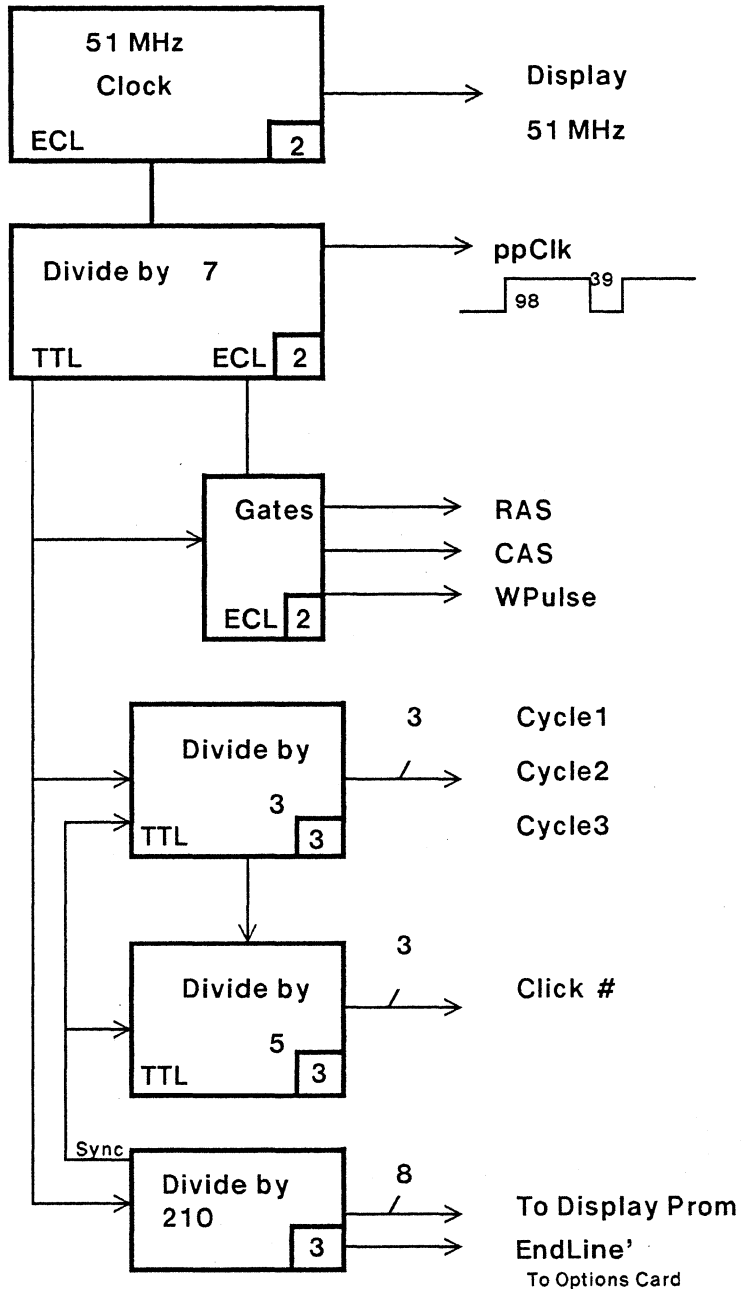 51 MHz
Clock
ECL
2
Display
51 MHz
Divide by 7
TTL
ECL
2
ppClk
98
39
Gates
ECL
2
RAS
CAS
WPulse
Divide by
3
TTL
3
3
Cycle1
Cycle2
Cycle3
Divide by
5
TTL
3
3
Click #
Sync
Divide by
210
3
8
To Display Prom
EndLine'
To Options Card